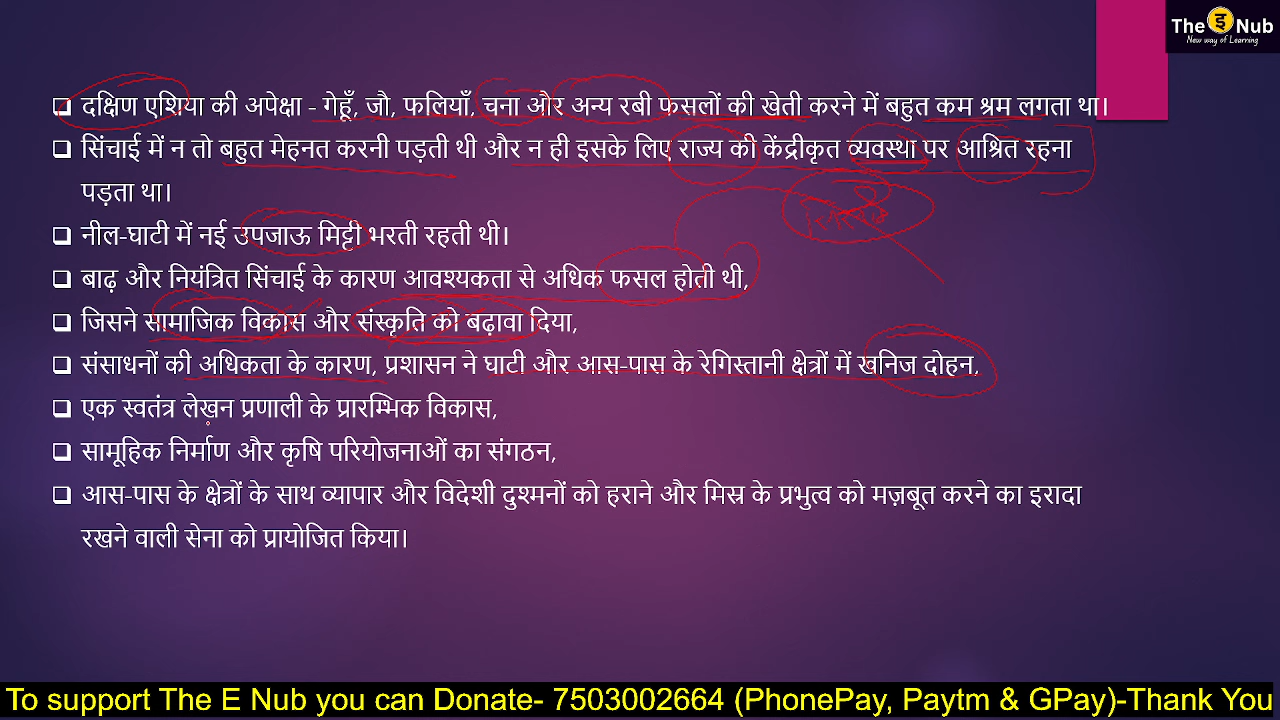 The इ Nub
New way of Learning
❑ दक्षिण एशिया की अपेक्षा - गेहूँ, जौ, फलियाँ, चना और अन्य रबी फसलों की खेती करने में बहुत कम श्रम लगता था।
❑ सिंचाई में न तो बहुत मेहनत करनी पड़ती थी और न ही इसके लिए राज्य की केंद्रीकृत व्यवस्था पर आश्रित रहना
पड़ता था।
❑ नील-घाटी में नई उपजाऊ मिट्टी भरती रहती थी।
❑ बाढ़ और नियंत्रित सिंचाई के कारण आवश्यकता से अधिक फसल होती थी,
❑ जिसने सामाजिक विकास और संस्कृति को बढ़ावा दिया,
❑ संसाधनों की अधिकता के कारण, प्रशासन ने घाटी और आस-पास के रेगिस्तानी क्षेत्रों में खनिज दोहन,
❑ एक स्वतंत्र लेखन प्रणाली के प्रारम्भिक विकास,
❑ सामूहिक निर्माण और कृषि परियोजनाओं का संगठन,
❑ आस-पास के क्षेत्रों के साथ व्यापार और विदेशी दुश्मनों को हराने और मिस्र के प्रभुत्व को मज़बूत करने का इरादा
रखने वाली सेना को प्रायोजित किया।
To support The E Nub you can Donate- 7503002664 (PhonePay, Paytm & GPay)-Thank You